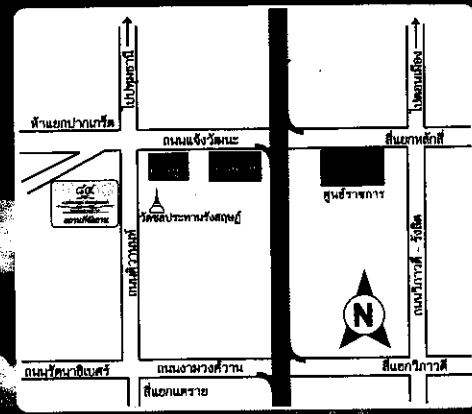 ไปปทุมธานี
ไปดอนเมือง
ห้าแยกปากเกร็ด
ถนนแจ้งวัฒนะ
สี่แยกหลักสี่
ศูนย์ราชการ
วัดชลประทานรังสฤษฎ์
ถนนติวานนท์
ถนนวิภาวดี - รังสิต
N
ถนนรัตนาธิเบศร์
ถนนงามวงศ์วาน
สี่แยกวิภาวดี
สี่แยกแคราย